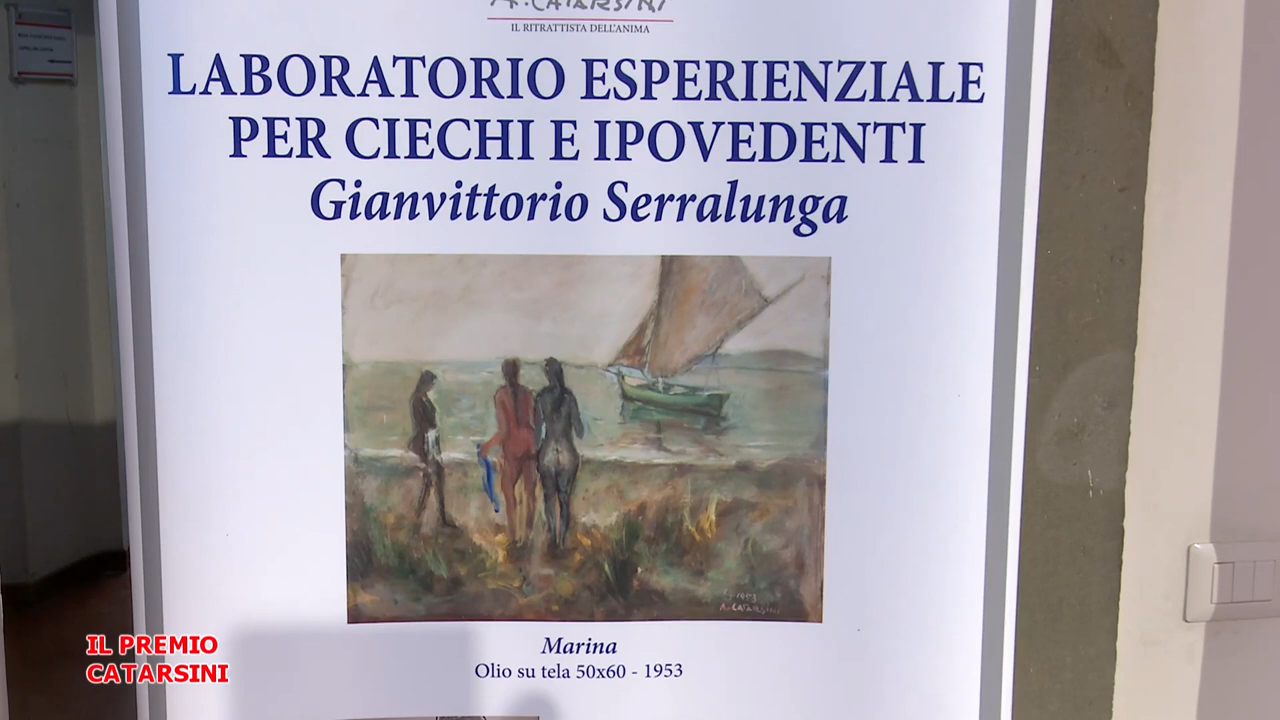 A. CATARSINI
IL RITRATTISTA DELL'ANIMA
LABORATORIO ESPERIENZIALE
PER CIECHI E IPOVEDENTI
Gianvittorio Serralunga
1953
A. CATARSINI
Marina
Olio su tela 50x60 - 1953
IL PREMIO
CATARSINI